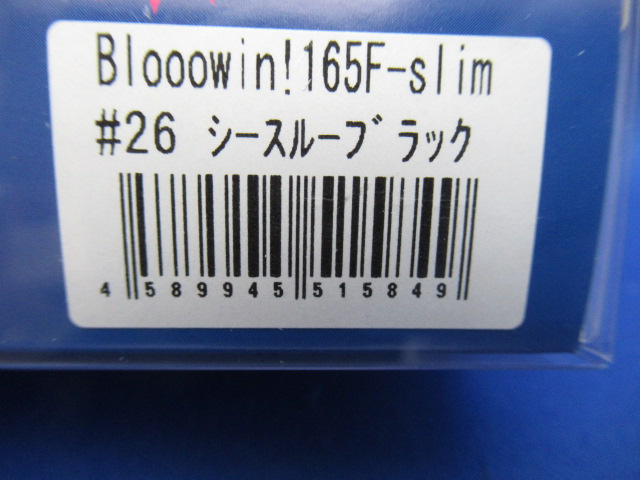 Blooowin!165F-slim
#26 ｼｰｽﾙｰﾌﾞﾗｯｸ
4 589945 515849